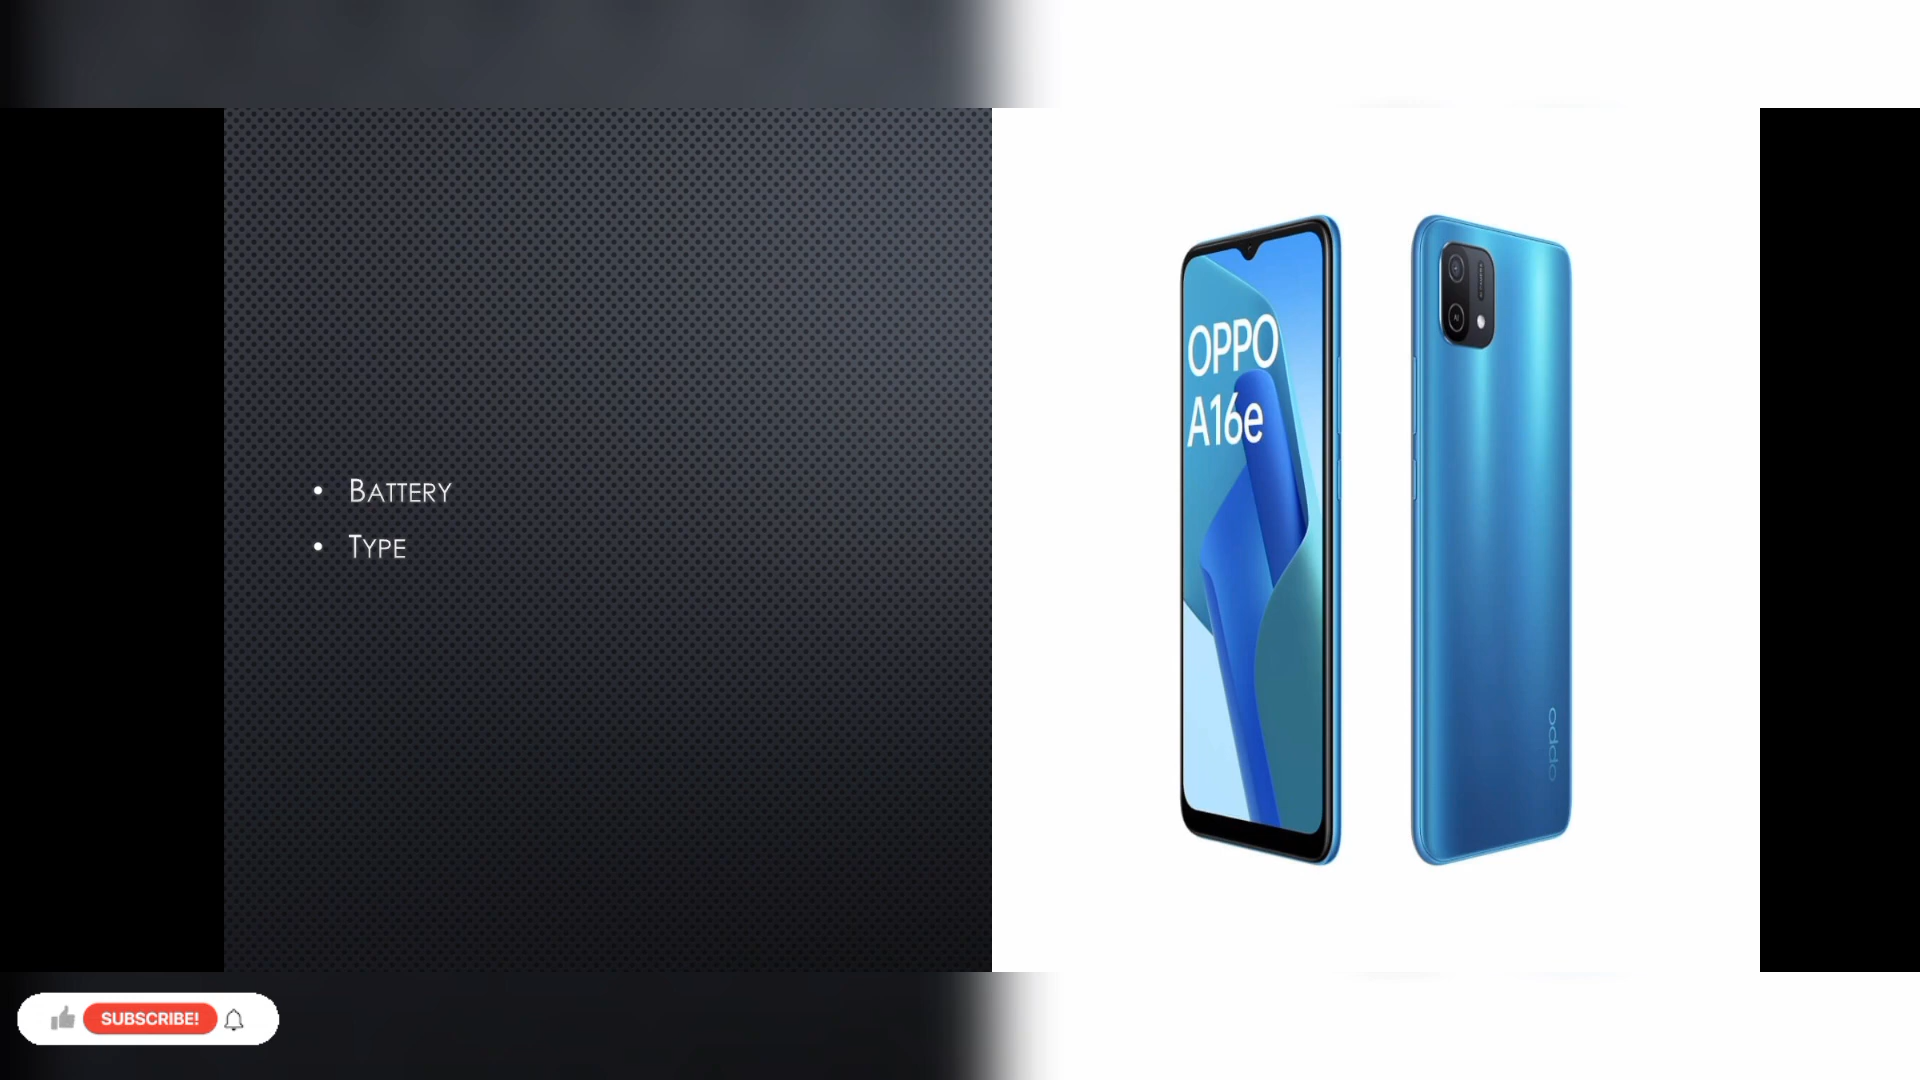 • BATTERY
• TYPE
OPPO
A16e
oppo
SUBSCRIBE!